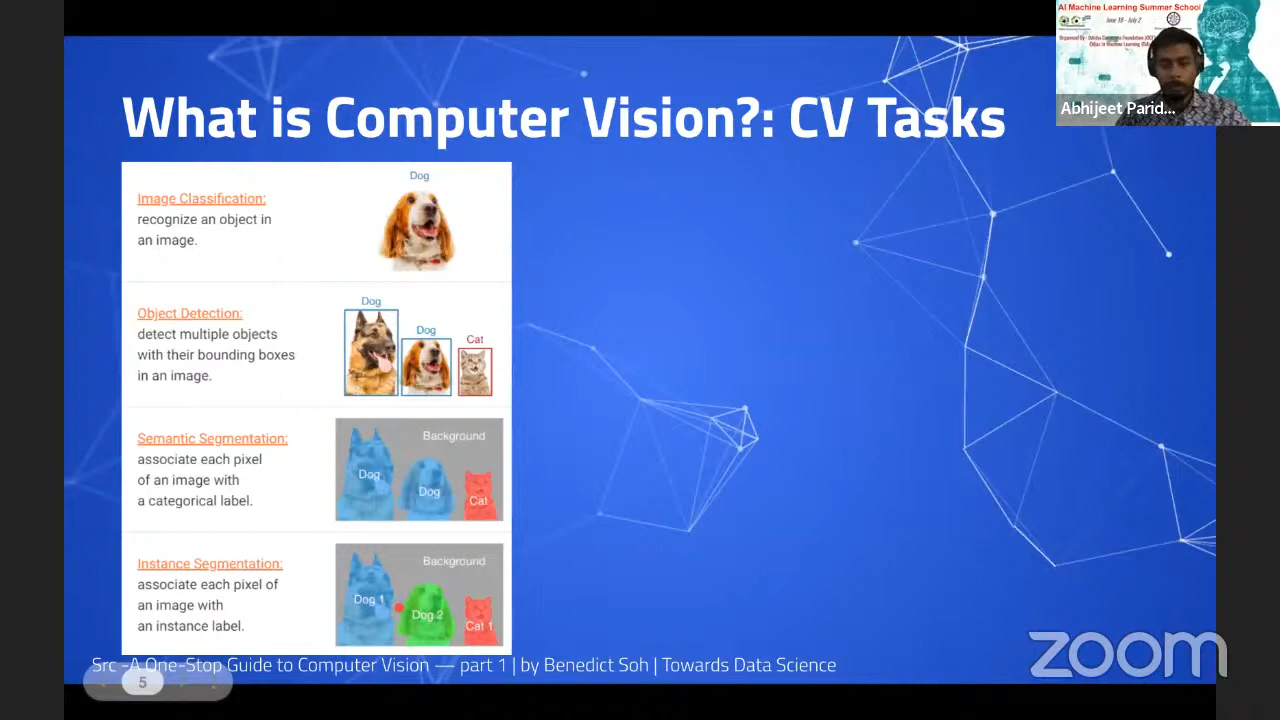 AI Machine Learning Summer School
June 18 - July 2
Abhijeet Parid...
What is Computer Vision?: CV Tasks
Image Classification:
recognize an object in
an image.
Dog
Object Detection:
detect multiple objects
with their bounding boxes
in an image.
Dog
Dog
Cat
Semantic Segmentation:
associate each pixel
of an image with
a categorical label.
Background
Dog
Dog
Cat
Instance Segmentation:
associate each pixel of
an image with
an instance label.
Background
Dog 1
Dog 2
Cat 1
Src -A One-Stop Guide to Computer Vision — part 1 | by Benedict Soh | Towards Data Science
5
zoom